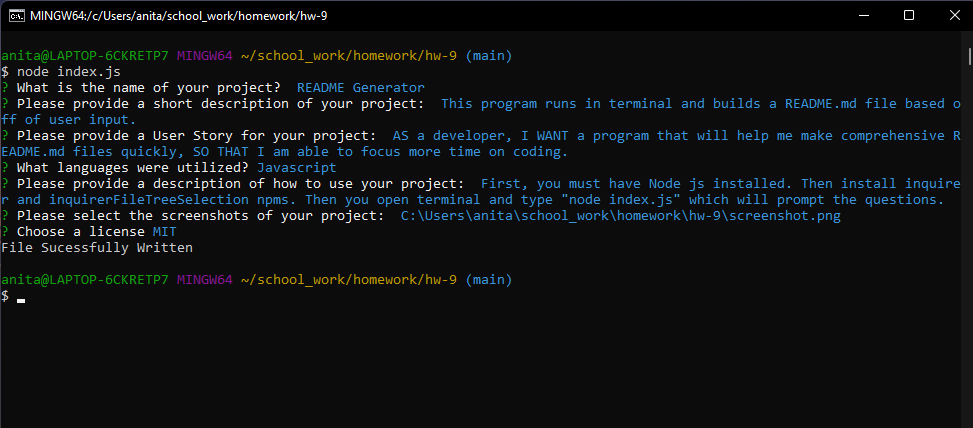 MINGW64:/c/Users/anita/school_work/homework/hw-9
anita@LAPTOP-6CKRETP7 MINGW64 ~/school_work/homework/hw-9 (main)
$ node index.js
? What is the name of your project?  README Generator
? Please provide a short description of your project:  This program runs in terminal and builds a README.md file based o
ff of user input.
? Please provide a User Story for your project:  AS a developer, I WANT a program that will help me make comprehensive R
EADME.md files quickly, SO THAT I am able to focus more time on coding.
? What languages were utilized? Javascript
? Please provide a description of how to use your project:  First, you must have Node js installed. Then install inquire
r and inquirerFileTreeSelection npms. Then you open terminal and type "node index.js" which will prompt the questions.
? Please select the screenshots of your project:  C:\Users\anita\school_work\homework\hw-9\screenshot.png
? Choose a license MIT
File Sucessfully Written
anita@LAPTOP-6CKRETP7 MINGW64 ~/school_work/homework/hw-9 (main)
$